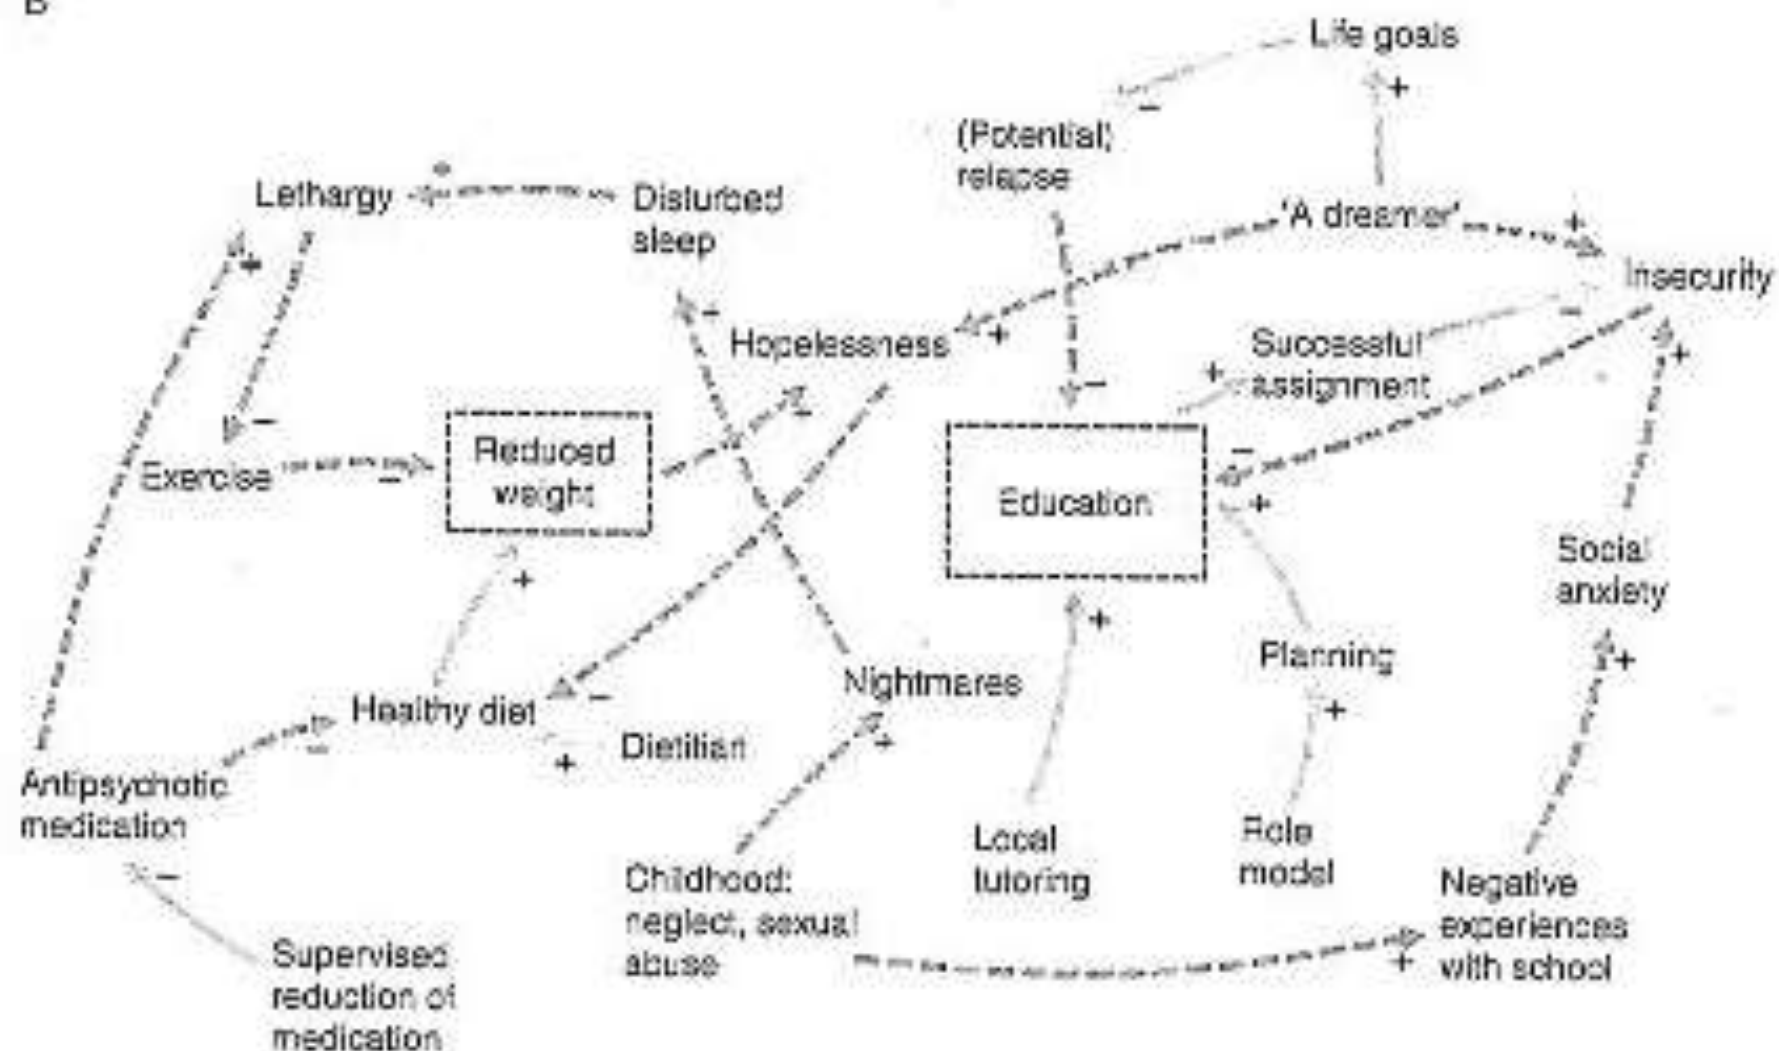 B
Life goals
(Potential)
relapse
Lethargy
Disturbed
sleep
'A dreamer'
Insecurity
Hopelessness
Successful
assignment
Exercise
Reduced
weight
Education
Social
anxiety
Planning
Nightmares
Healthy diet
Dietitian
Antipsychotic
medication
Local
tutoring
Role
model
Childhood:
neglect, sexual
abuse
Negative
experiences
with school
Supervised
reduction of
medication